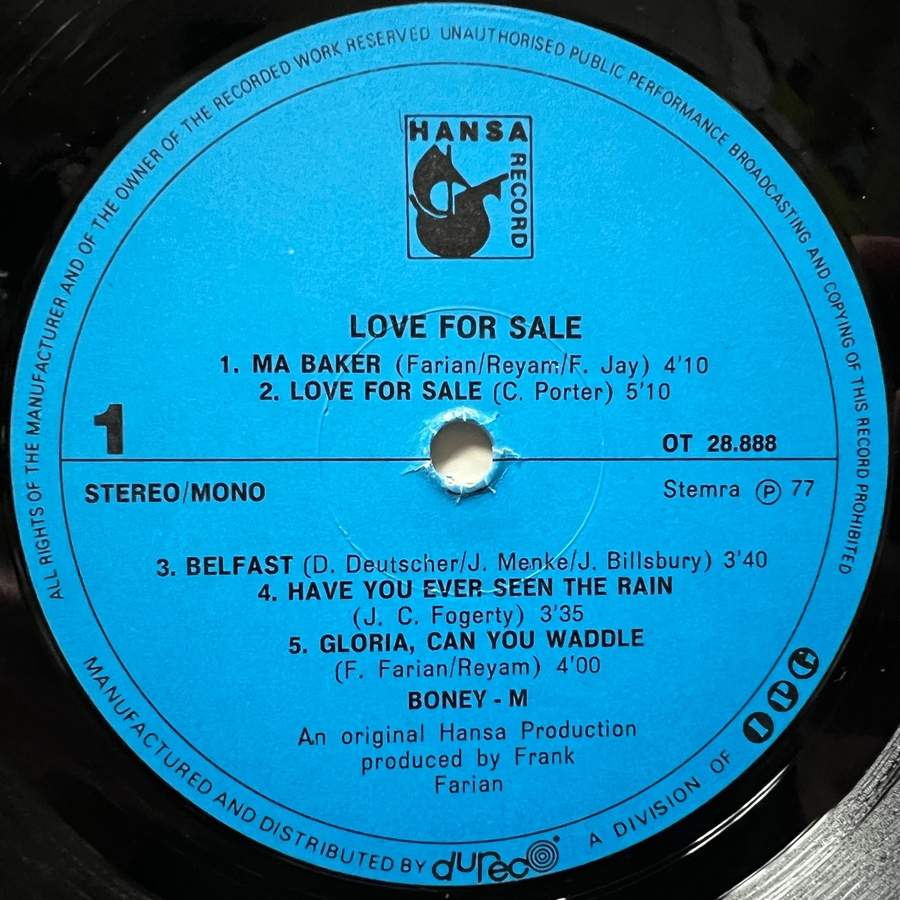 ALL RIGHTS OF THE MANUFACTURER AND OF THE OWNER OF THE RECORDED WORK RESERVED UNAUTHORISED PUBLIC PERFORMANCE BROADCASTING AND COPYING OF THIS RECORD PROHIBITED
HANSA
RECORD
LOVE FOR SALE
1. MA BAKER (Farian/Reyam/F. Jay) 4'10
2. LOVE FOR SALE (C. Porter) 5'10
1
OT 28.888
STEREO/MONO
Stemra Ⓟ 77
3. BELFAST (D. Deutscher/J. Menke/J. Billsbury) 3'40
4. HAVE YOU EVER SEEN THE RAIN
(J. C. Fogerty) 3'35
5. GLORIA, CAN YOU WADDLE
(F. Farian/Reyam) 4'00
BONEY - M
An original Hansa Production
produced by Frank
Farian
MANUFACTURED AND DISTRIBUTED BY dureco A DIVISION OF